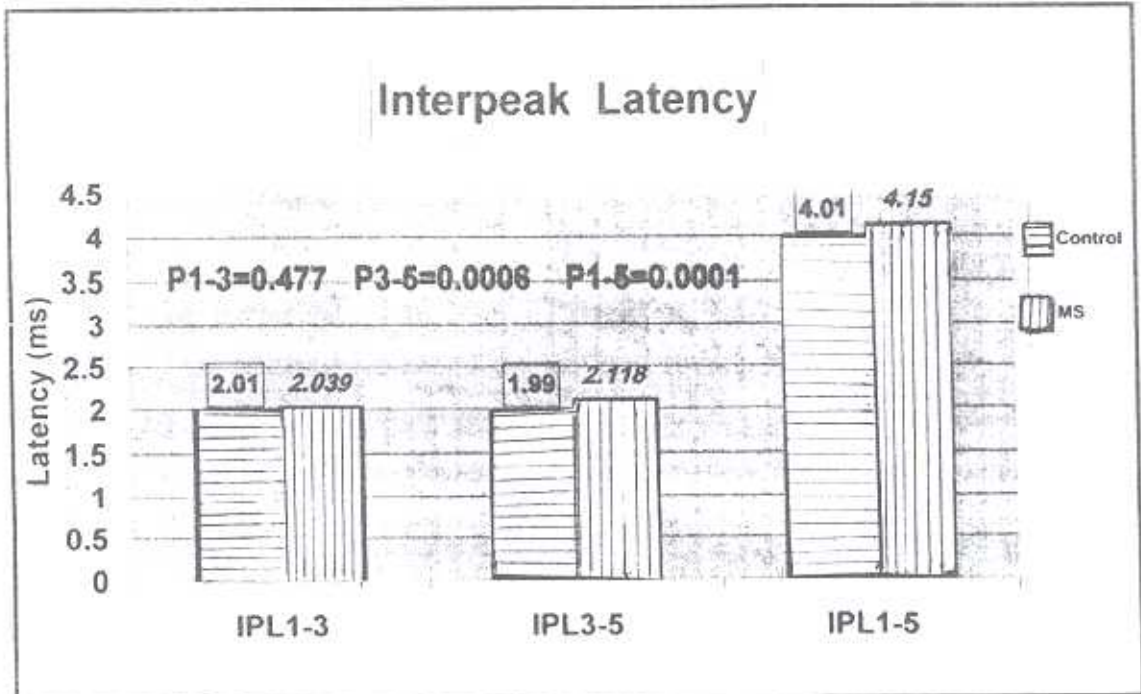 Interpeak Latency
4.5
4
3.5
3
2.5
2
1.5
1
0.5
0
Latency (ms)
4.01 4.15
P1-3=0.477 P3-5=0.0006 P1-5=0.0001
2.01 2.039 1.99 2.118
IPL1-3 IPL3-5 IPL1-5
Control
MS